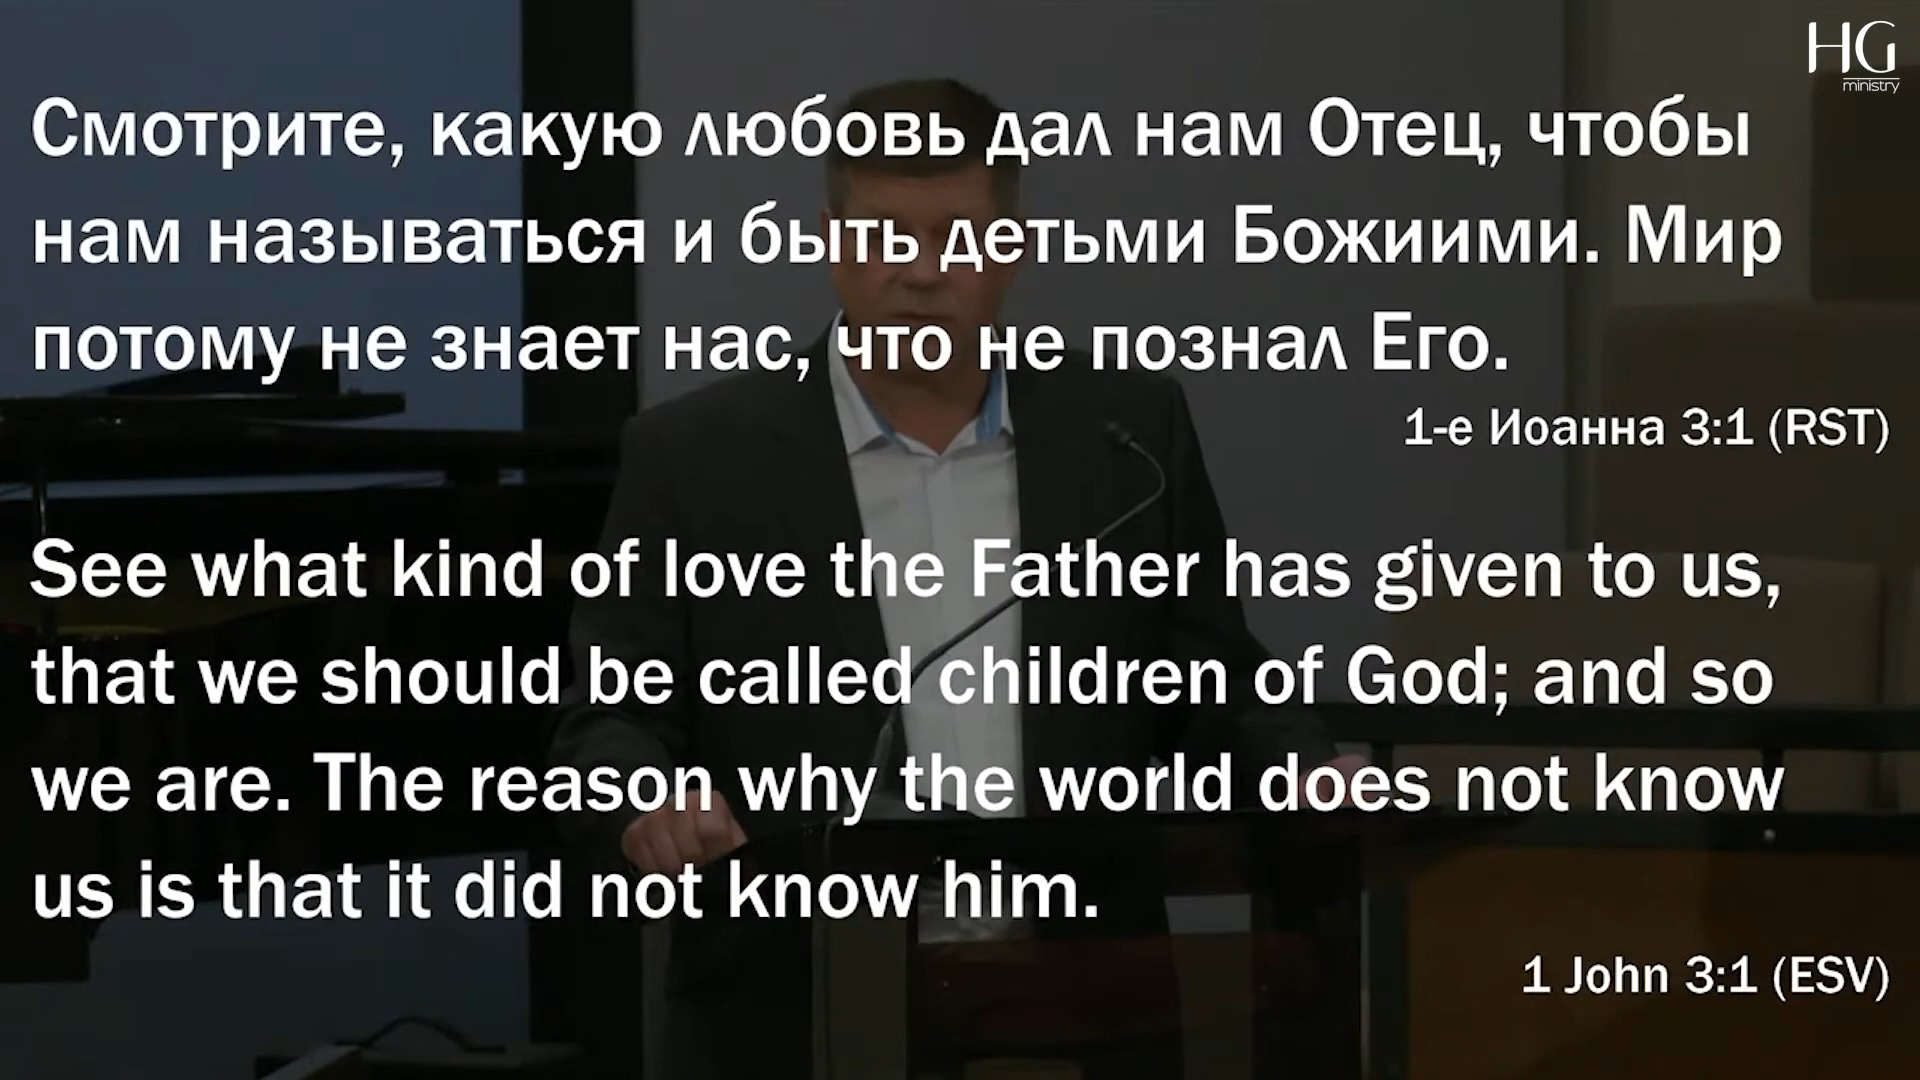 HG
ministry
Смотрите, какую любовь дал нам Отец, чтобы
нам называться и быть детьми Божиими. Мир
потому не знает нас, что не познал Его.
1-е Иоанна 3:1 (RST)
See what kind of love the Father has given to us,
that we should be called children of God; and so
we are. The reason why the world does not know
us is that it did not know him.
1 John 3:1 (ESV)